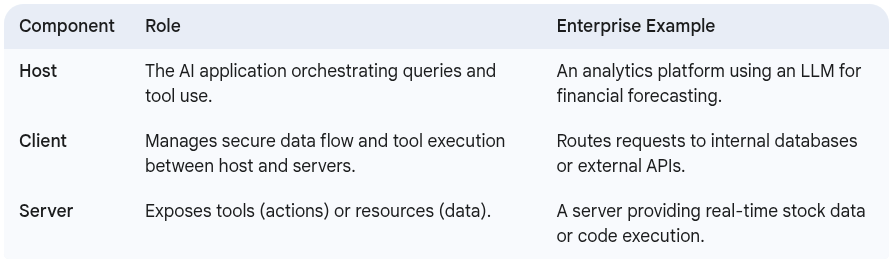 Component Role Enterprise Example
Host The AI application orchestrating queries and An analytics platform using an LLM for
tool use. financial forecasting.
Client Manages secure data flow and tool execution Routes requests to internal databases
between host and servers. or external APIs.
Server Exposes tools (actions) or resources (data). A server providing real-time stock data
or code execution.